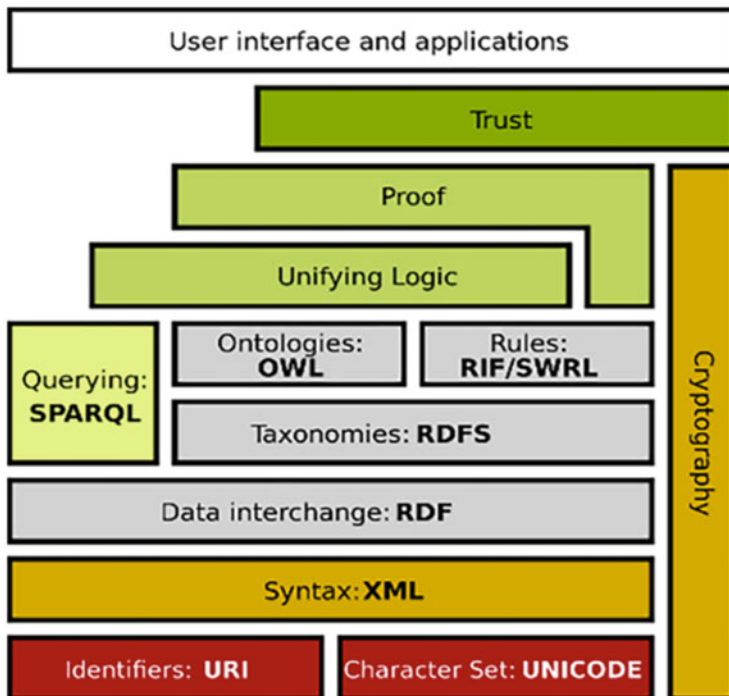 User interface and applications
Trust
Proof
Unifying Logic
Querying:
SPARQL
Ontologies:
OWL
Rules:
RIF/SWRL
Taxonomies: RDFS
Cryptography
Data interchange: RDF
Syntax: XML
Identifiers: URI
Character Set: UNICODE